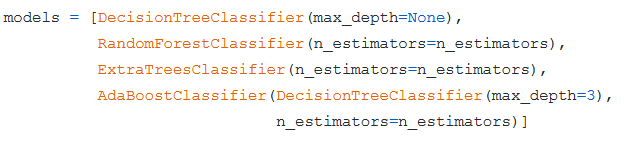 models = [DecisionTreeClassifier(max_depth=None),
          RandomForestClassifier(n_estimators=n_estimators),
          ExtraTreesClassifier(n_estimators=n_estimators),
          AdaBoostClassifier(DecisionTreeClassifier(max_depth=3),
                             n_estimators=n_estimators)]